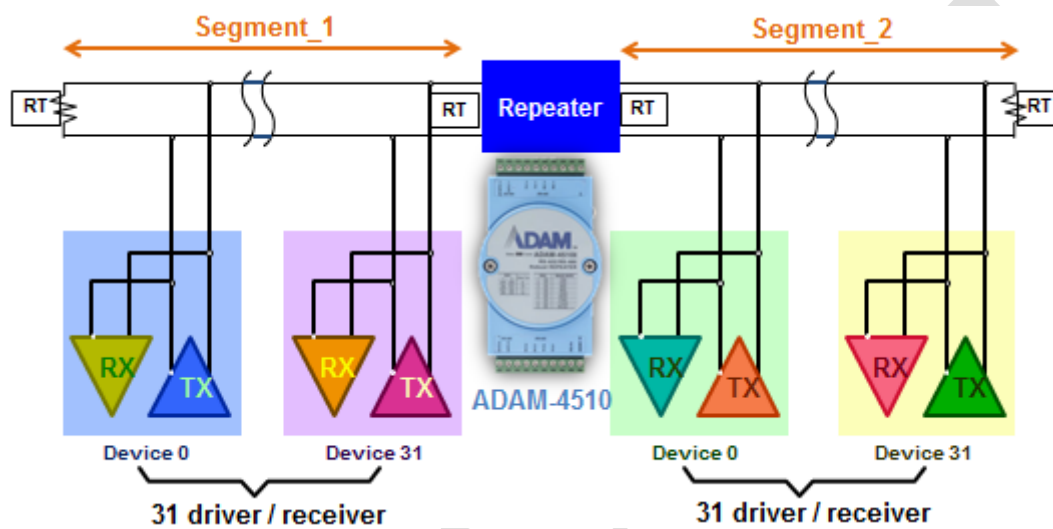 Segment_1
Segment_2
RT
RT
Repeater
RT
RT
ADAM
RX
TX
RX
TX
RX
TX
RX
TX
ADAM-4510
Device 0
Device 31
Device 0
Device 31
31 driver / receiver
31 driver / receiver